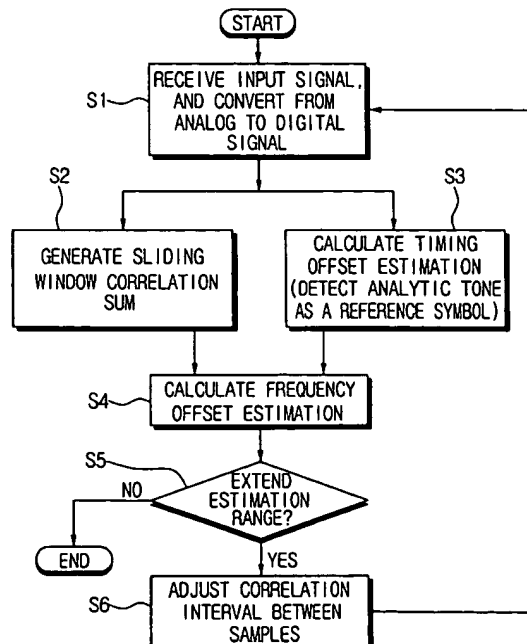 START
S1
RECEIVE INPUT SIGNAL,
AND CONVERT FROM
ANALOG TO DIGITAL
SIGNAL
S2
GENERATE SLIDING
WINDOW CORRELATION
SUM
S3
CALCULATE TIMING
OFFSET ESTIMATION
(DETECT ANALYTIC TONE
AS A REFERENCE SYMBOL)
S4
CALCULATE FREQUENCY
OFFSET ESTIMATION
S5
EXTEND
ESTIMATION
RANGE?
NO
END
YES
S6
ADJUST CORRELATION
INTERVAL BETWEEN
SAMPLES